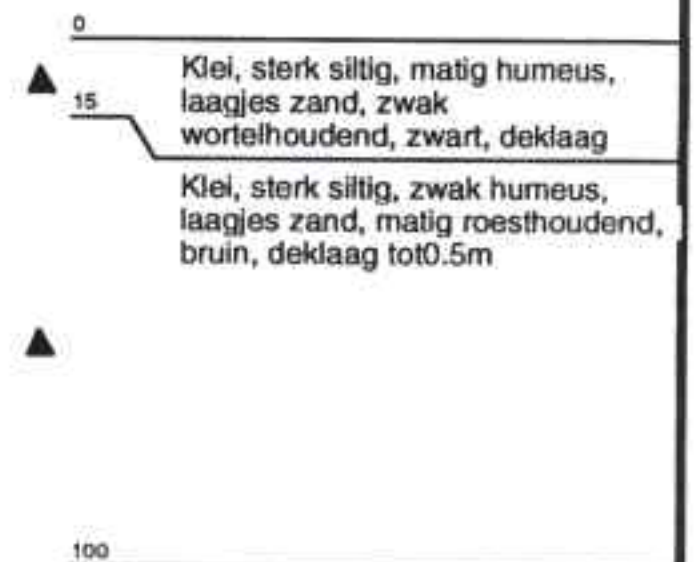 0
Klei, sterk siltig, matig humeus,
laagjes zand, zwak
15
wortelhoudend, zwart, deklaag
Klei, sterk siltig, zwak humeus,
laagjes zand, matig roesthoudend,
bruin, deklaag tot0.5m
100